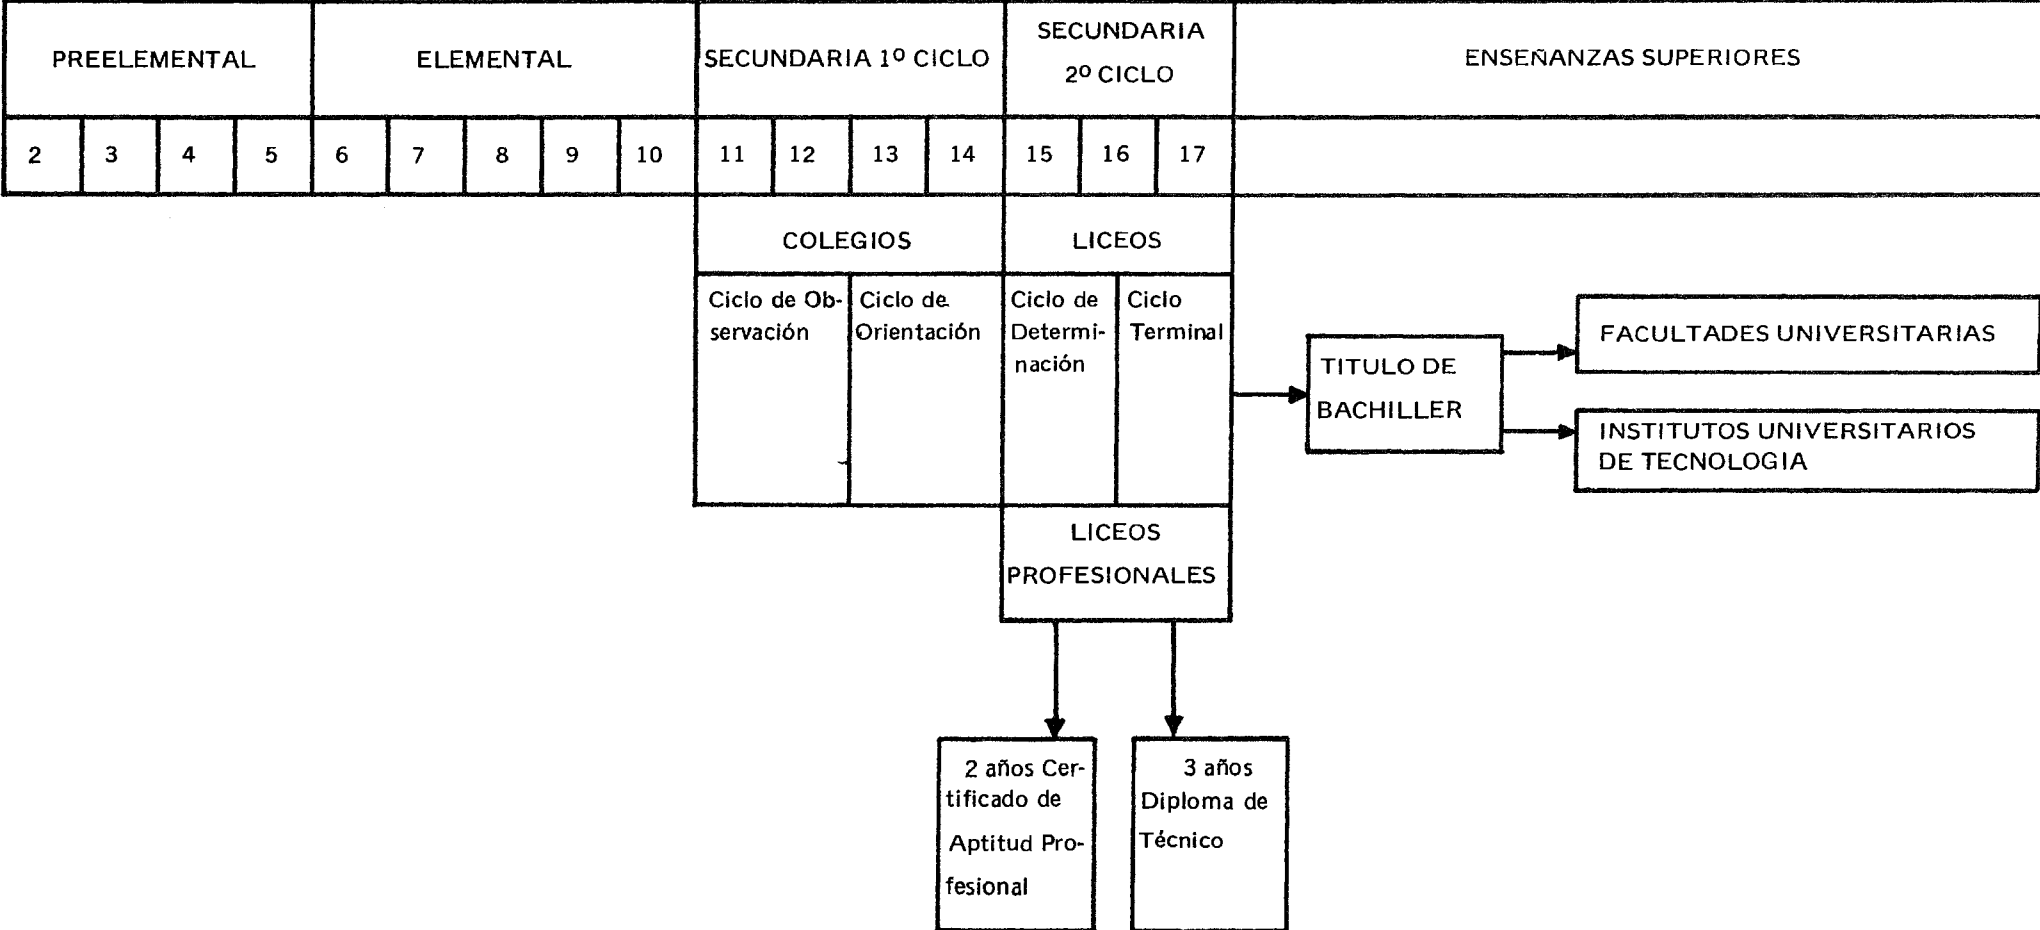 PREELEMENTAL
ELEMENTAL
SECUNDARIA 1º CICLO
SECUNDARIA
2º CICLO
ENSEÑANZAS SUPERIORES
2 3 4 5 6 7 8 9 10 11 12 13 14 15 16 17
COLEGIOS
LICEOS
Ciclo de Ob-
servación
Ciclo de
Orientación
Ciclo de
Determi-
nación
Ciclo
Terminal
TITULO DE
BACHILLER
FACULTADES UNIVERSITARIAS
INSTITUTOS UNIVERSITARIOS
DE TECNOLOGIA
LICEOS
PROFESIONALES
2 años Cer-
tificado de
Aptitud Pro-
fesional
3 años
Diploma de
Técnico